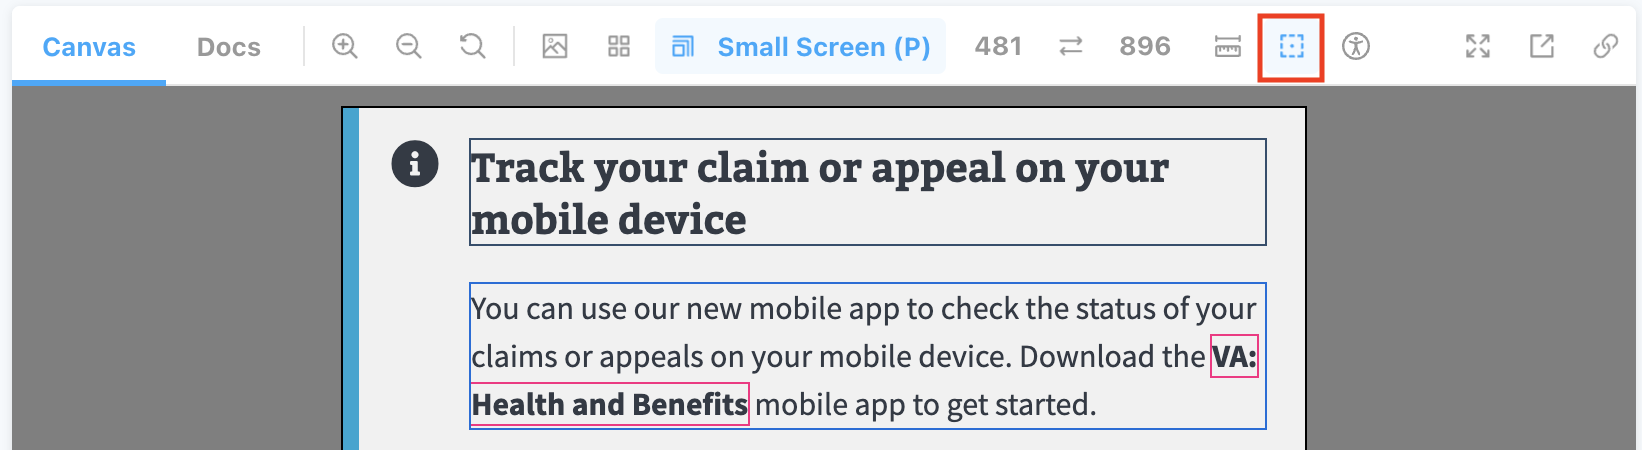 Canvas Docs Small Screen (P) 481 896
Track your claim or appeal on your
mobile device
You can use our new mobile app to check the status of your
claims or appeals on your mobile device. Download the VA:
Health and Benefits mobile app to get started.